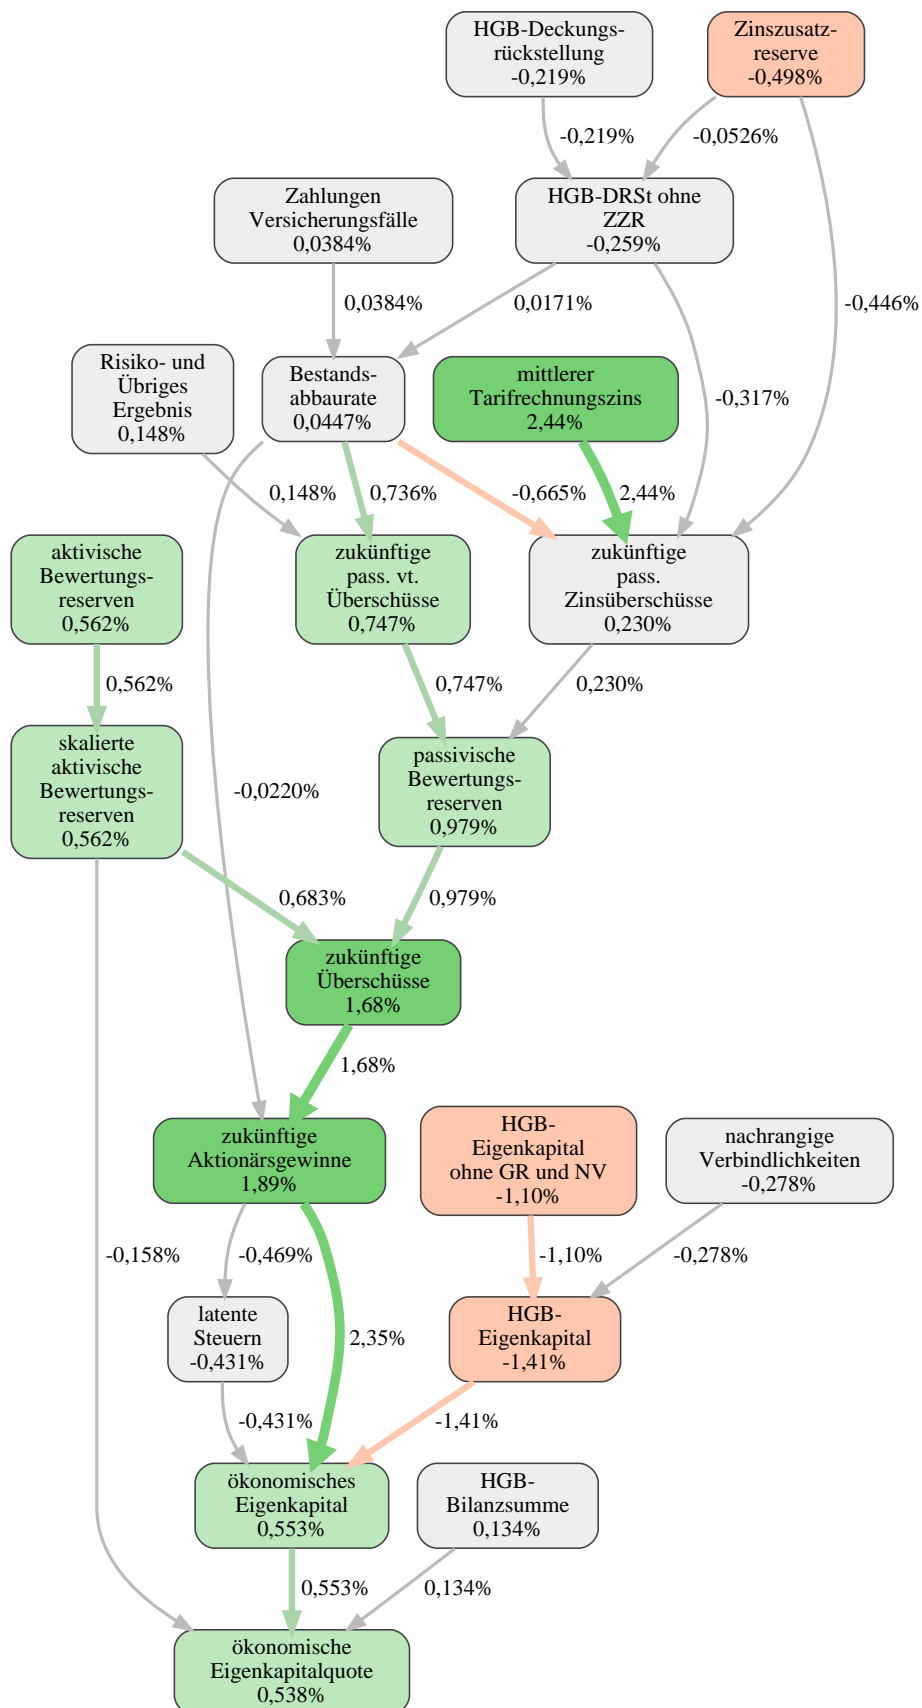 HGB-Deckungs-
rückstellung
-0,219%
Zinszusatz-
reserve
-0,498%
-0,219%
-0,0526%
Zahlungen
Versicherungsfälle
0,0384%
HGB-DRSt ohne
ZZR
-0,259%
0,0384%
0,0171%
-0,446%
Risiko- und
Übriges
Ergebnis
0,148%
Bestands-
abbaurate
0,0447%
mittlerer
Tarifrechnungszins
2,44%
-0,317%
0,148%
0,736%
-0,665%
2,44%
aktivische
Bewertungs-
reserven
0,562%
zukünftige
pass. vt.
Überschüsse
0,747%
zukünftige
pass.
Zinsüberschüsse
0,230%
0,562%
0,747%
0,230%
skalierte
aktivische
Bewertungs-
reserven
0,562%
-0,0220%
passivische
Bewertungs-
reserven
0,979%
0,683%
0,979%
zukünftige
Überschüsse
1,68%
1,68%
zukünftige
Aktionärsgewinne
1,89%
HGB-
Eigenkapital
ohne GR und NV
-1,10%
nachrangige
Verbindlichkeiten
-0,278%
-0,158%
-0,469%
-1,10%
-0,278%
latente
Steuern
-0,431%
2,35%
HGB-
Eigenkapital
-1,41%
-0,431%
-1,41%
ökonomisches
Eigenkapital
0,553%
HGB-
Bilanzsumme
0,134%
0,553%
0,134%
ökonomische
Eigenkapitalquote
0,538%